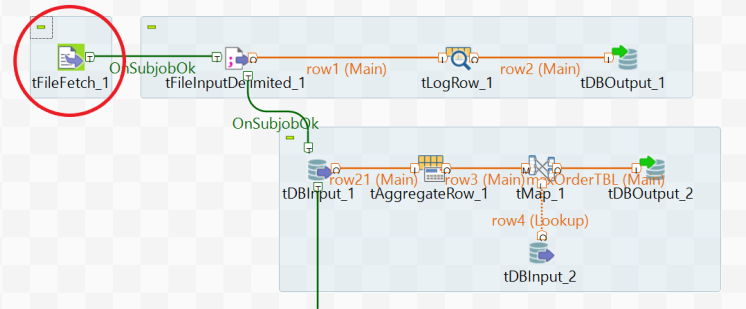 tFileFetch_1
OnSubjobOk
tFileInputDelimited_1
row1 (Main)
tLogRow_1
row2 (Main)
tDBOutput_1
OnSubjobOk
tDBInput_1
row21 (Main)
tAggregateRow_1
row3 (Main)
tMap_1
maxOrderTBL (Main)
tDBOutput_2
row4 (Lookup)
tDBInput_2